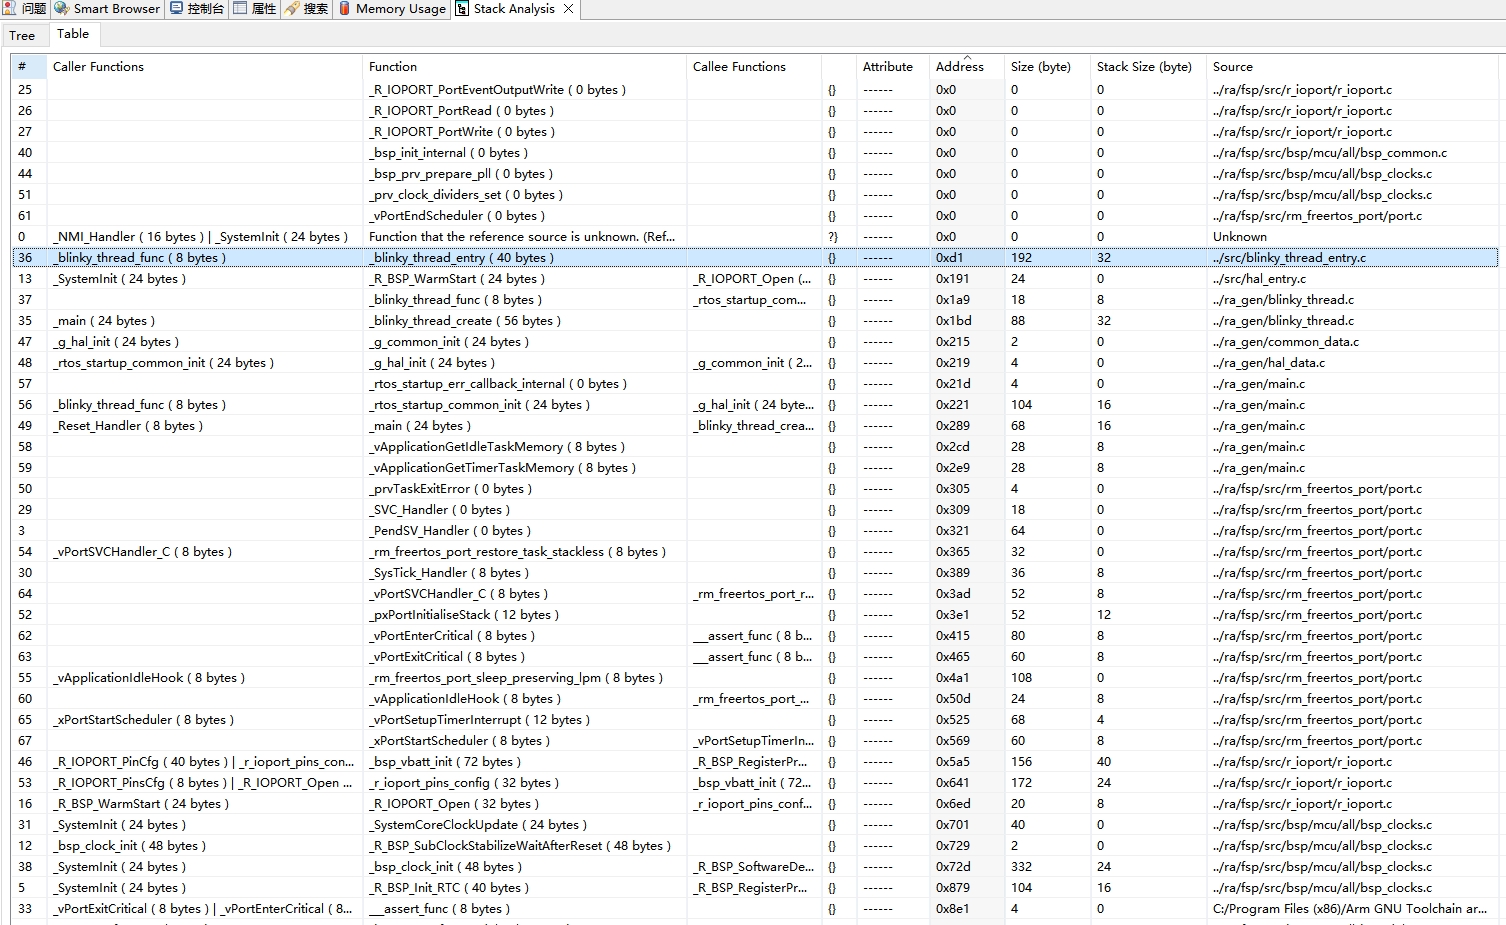 问题 Smart Browser 控制台 属性 搜索 Memory Usage Stack Analysis
Tree Table
# Caller Functions Function Callee Functions Attribute Address Size (byte) Stack Size (byte) Source
25 _R_IOPORT_PortEventOutputWrite ( 0 bytes ) {} ------ 0x0 0 0 ../ra/fsp/src/r_ioport/r_ioport.c
26 _R_IOPORT_PortRead ( 0 bytes ) {} ------ 0x0 0 0 ../ra/fsp/src/r_ioport/r_ioport.c
27 _R_IOPORT_PortWrite ( 0 bytes ) {} ------ 0x0 0 0 ../ra/fsp/src/r_ioport/r_ioport.c
40 _bsp_init_internal ( 0 bytes ) {} ------ 0x0 0 0 ../ra/fsp/src/bsp/mcu/all/bsp_common.c
44 _bsp_prv_prepare_pll ( 0 bytes ) {} ------ 0x0 0 0 ../ra/fsp/src/bsp/mcu/all/bsp_clocks.c
51 _prv_clock_dividers_set ( 0 bytes ) {} ------ 0x0 0 0 ../ra/fsp/src/bsp/mcu/all/bsp_clocks.c
61 _vPortEndScheduler ( 0 bytes ) {} ------ 0x0 0 0 ../ra/fsp/src/rm_freertos_port/port.c
0 _NMI_Handler ( 16 bytes ) | _SystemInit ( 24 bytes ) Function that the reference source is unknown. (Ref... ?} ------ 0x0 0 0 Unknown
36 _blinky_thread_func ( 8 bytes ) _blinky_thread_entry ( 40 bytes ) {} ------ 0xd1 192 32 ../src/blinky_thread_entry.c
13 _SystemInit ( 24 bytes ) _R_BSP_WarmStart ( 24 bytes ) _R_IOPORT_Open (... {} ------ 0x191 24 0 ../src/hal_entry.c
37 _blinky_thread_func ( 8 bytes ) _rtos_startup_com... {} ------ 0x1a9 18 8 ../ra_gen/blinky_thread.c
35 _main ( 24 bytes ) _blinky_thread_create ( 56 bytes ) {} ------ 0x1bd 88 32 ../ra_gen/blinky_thread.c
47 _g_hal_init ( 24 bytes ) _g_common_init ( 24 bytes ) {} ------ 0x215 2 0 ../ra_gen/common_data.c
48 _rtos_startup_common_init ( 24 bytes ) _g_hal_init ( 24 bytes ) _g_common_init ( 2... {} ------ 0x219 4 0 ../ra_gen/hal_data.c
57 _rtos_startup_err_callback_internal ( 0 bytes ) {} ------ 0x21d 4 0 ../ra_gen/main.c
56 _blinky_thread_func ( 8 bytes ) _rtos_startup_common_init ( 24 bytes ) _g_hal_init ( 24 byte... {} ------ 0x221 104 16 ../ra_gen/main.c
49 _Reset_Handler ( 8 bytes ) _main ( 24 bytes ) _blinky_thread_crea... {} ------ 0x289 68 16 ../ra_gen/main.c
58 _vApplicationGetIdleTaskMemory ( 8 bytes ) {} ------ 0x2cd 28 8 ../ra_gen/main.c
59 _vApplicationGetTimerTaskMemory ( 8 bytes ) {} ------ 0x2e9 28 8 ../ra_gen/main.c
50 _prvTaskExitError ( 0 bytes ) {} ------ 0x305 4 0 ../ra/fsp/src/rm_freertos_port/port.c
29 _SVC_Handler ( 0 bytes ) {} ------ 0x309 18 0 ../ra/fsp/src/rm_freertos_port/port.c
3 _PendSV_Handler ( 0 bytes ) {} ------ 0x321 64 0 ../ra/fsp/src/rm_freertos_port/port.c
54 _vPortSVCHandler_C ( 8 bytes ) _rm_freertos_port_restore_task_stackless ( 8 bytes ) {} ------ 0x365 32 0 ../ra/fsp/src/rm_freertos_port/port.c
30 _SysTick_Handler ( 8 bytes ) {} ------ 0x389 36 8 ../ra/fsp/src/rm_freertos_port/port.c
64 _vPortSVCHandler_C ( 8 bytes ) _rm_freertos_port_r... {} ------ 0x3ad 52 8 ../ra/fsp/src/rm_freertos_port/port.c
52 _pxPortInitialiseStack ( 12 bytes ) {} ------ 0x3e1 52 12 ../ra/fsp/src/rm_freertos_port/port.c
62 _vPortEnterCritical ( 8 bytes ) ___assert_func ( 8 b... {} ------ 0x415 80 8 ../ra/fsp/src/rm_freertos_port/port.c
63 _vPortExitCritical ( 8 bytes ) ___assert_func ( 8 b... {} ------ 0x465 60 8 ../ra/fsp/src/rm_freertos_port/port.c
55 _vApplicationIdleHook ( 8 bytes ) _rm_freertos_port_sleep_preserving_lpm ( 8 bytes ) {} ------ 0x4a1 108 0 ../ra/fsp/src/rm_freertos_port/port.c
60 _vApplicationIdleHook ( 8 bytes ) _rm_freertos_port_... {} ------ 0x50d 24 8 ../ra/fsp/src/rm_freertos_port/port.c
65 _xPortStartScheduler ( 8 bytes ) _vPortSetupTimerInterrupt ( 12 bytes ) {} ------ 0x525 68 4 ../ra/fsp/src/rm_freertos_port/port.c
67 _xPortStartScheduler ( 8 bytes ) _vPortSetupTimerIn... {} ------ 0x569 60 8 ../ra/fsp/src/rm_freertos_port/port.c
46 _R_IOPORT_PinCfg ( 40 bytes ) | _r_ioport_pins_con... _bsp_vbatt_init ( 72 bytes ) _R_BSP_RegisterPr... {} ------ 0x5a5 156 40 ../ra/fsp/src/r_ioport/r_ioport.c
53 _R_IOPORT_PinsCfg ( 8 bytes ) | _R_IOPORT_Open ... _r_ioport_pins_config ( 32 bytes ) _bsp_vbatt_init ( 72... {} ------ 0x641 172 24 ../ra/fsp/src/r_ioport/r_ioport.c
16 _R_BSP_WarmStart ( 24 bytes ) _R_IOPORT_Open ( 32 bytes ) _r_ioport_pins_conf... {} ------ 0x6ed 20 8 ../ra/fsp/src/r_ioport/r_ioport.c
31 _SystemInit ( 24 bytes ) _SystemCoreClockUpdate ( 24 bytes ) {} ------ 0x701 40 0 ../ra/fsp/src/bsp/mcu/all/bsp_clocks.c
12 _bsp_clock_init ( 48 bytes ) _R_BSP_SubClockStabilizeWaitAfterReset ( 48 bytes ) {} ------ 0x729 2 0 ../ra/fsp/src/bsp/mcu/all/bsp_clocks.c
38 _SystemInit ( 24 bytes ) _bsp_clock_init ( 48 bytes ) _R_BSP_SoftwareDe... {} ------ 0x72d 332 24 ../ra/fsp/src/bsp/mcu/all/bsp_clocks.c
5 _SystemInit ( 24 bytes ) _R_BSP_Init_RTC ( 40 bytes ) _R_BSP_RegisterPr... {} ------ 0x879 104 16 ../ra/fsp/src/bsp/mcu/all/bsp_clocks.c
33 _vPortExitCritical ( 8 bytes ) | _vPortEnterCritical ( 8... ___assert_func ( 8 bytes ) {} ------ 0x8e1 4 0 C:/Program Files (x86)/Arm GNU Toolchain ar...